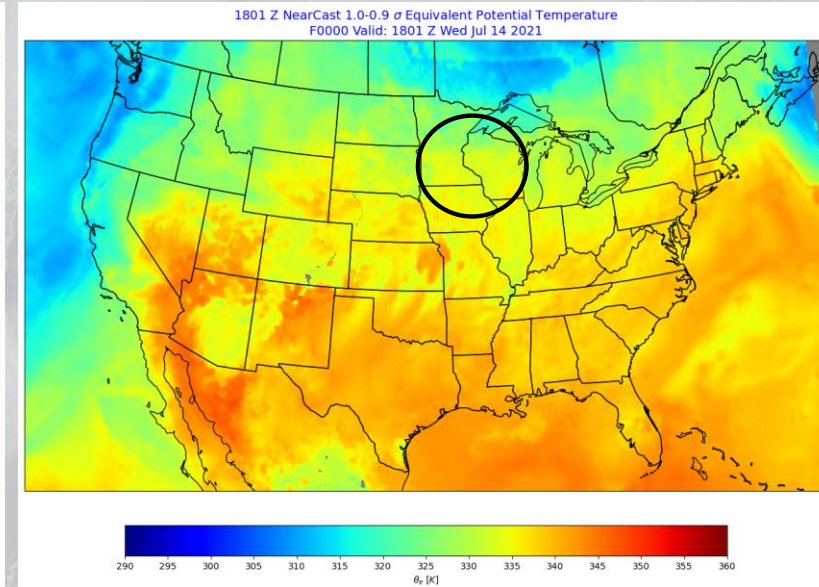 1801 Z NearCast 1.0-0.9 σ Equivalent Potential Temperature
F0000 Valid: 1801 Z Wed Jul 14 2021
290 295 300 305 310 315 320 325 330 335 340 345 350 355 360
θₑ [K]